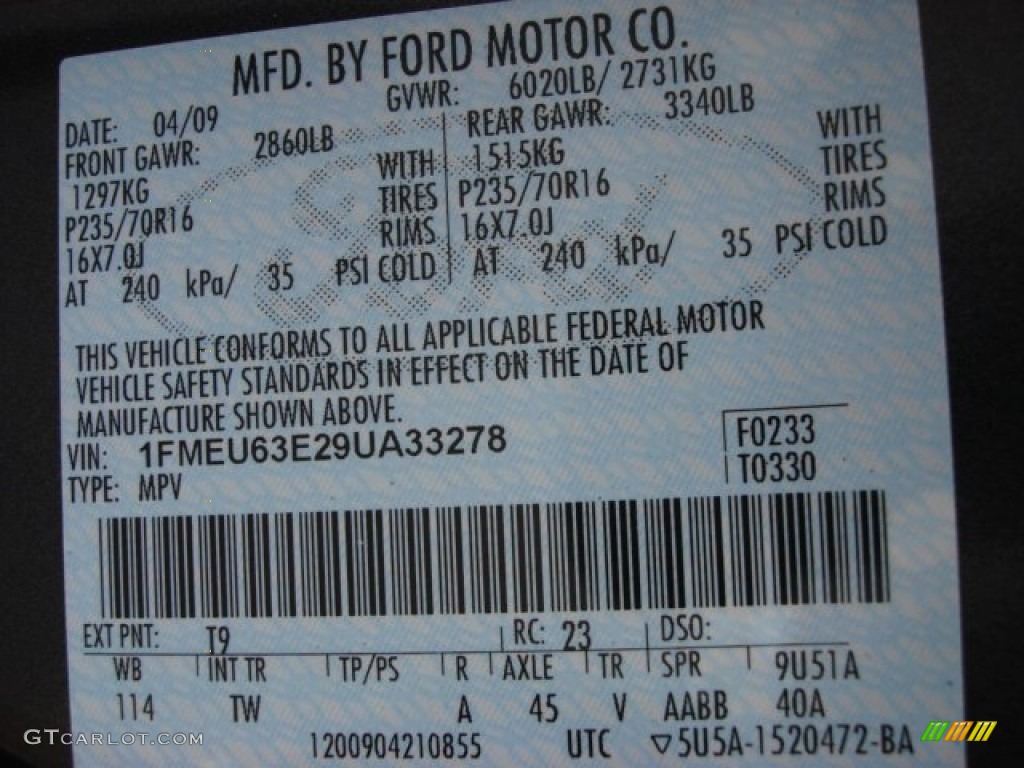 MFD. BY FORD MOTOR CO.
DATE: 04/09 GVWR: 6020LB/ 2731KG
FRONT GAWR: 2860LB REAR GAWR: 3340LB
1297KG WITH 1515KG WITH
P235/70R16 TIRES P235/70R16 TIRES
16X7.0J RIMS 16X7.0J RIMS
AT 240 kPa/ 35 PSI COLD AT 240 kPa/ 35 PSI COLD
THIS VEHICLE CONFORMS TO ALL APPLICABLE FEDERAL MOTOR
VEHICLE SAFETY STANDARDS IN EFFECT ON THE DATE OF
MANUFACTURE SHOWN ABOVE.
VIN: 1FMEU63E29UA33278 F0233
TYPE: MPV T0330
EXT PNT: T9 RC: 23 DSO:
WB INT TR TP/PS R AXLE TR SPR 9U51A
114 TW A 45 V AABB 40A
1200904210855 UTC ▽5U5A-1520472-BA
GTCARLOT.COM